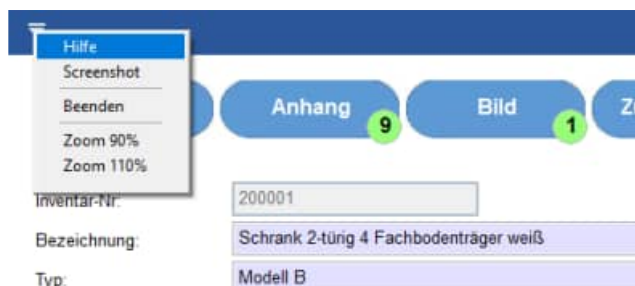 Hilfe
Screenshot
Beenden
Zoom 90%
Zoom 110%
Anhang 9
Bild 1
Z
Inventar-Nr: 200001
Bezeichnung: Schrank 2-türig 4 Fachbodenträger weiß
Typ: Modell B